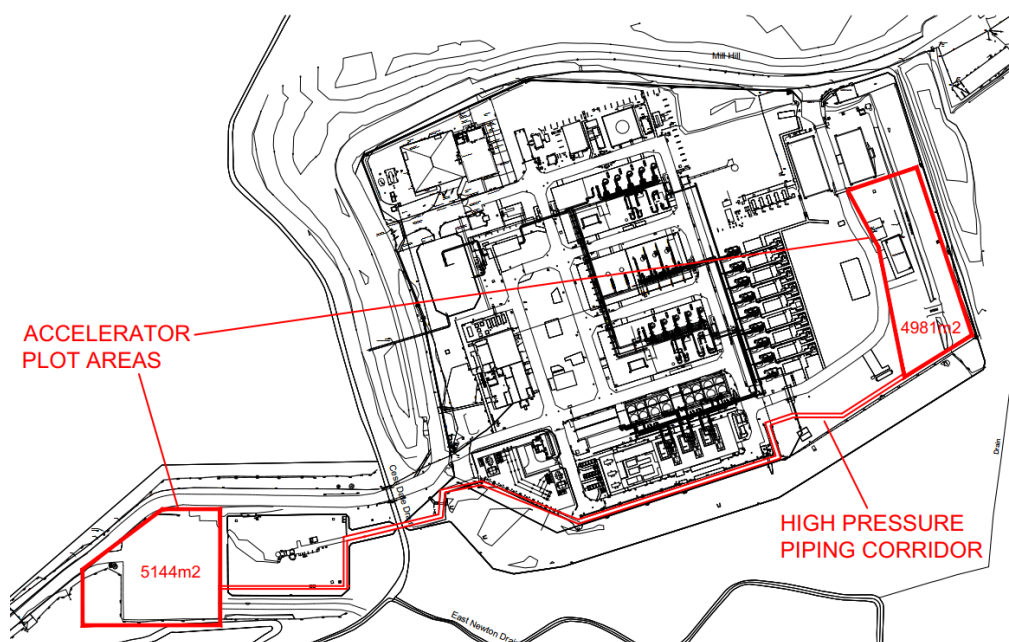 Mill Hill
ACCELERATOR
PLOT AREAS
4981m2
Drain
HIGH PRESSURE
PIPING CORRIDOR
5144m2
East Newton Drain